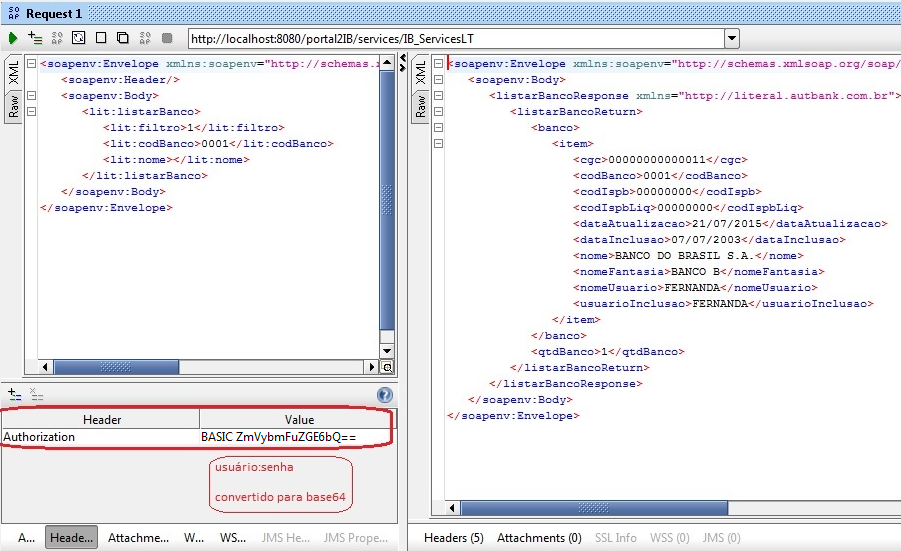 SO AP Request 1
http://localhost:8080/portal2IB/services/IB_ServicesLT
XML
Raw
<soapenv:Envelope xmlns:soapenv="http://schemas.
<soapenv:Header/>
<soapenv:Body>
<lit:listarBanco>
<lit:filtro>1</lit:filtro>
<lit:codBanco>0001</lit:codBanco>
<lit:nome></lit:nome>
</lit:listarBanco>
</soapenv:Body>
</soapenv:Envelope>
Header Value
Authorization BASIC ZmVybmFuZGE6bQ==
usuário:senha
convertido para base64
A... Heade... Attachme... W... WS... JMS He... JMS Prope...
XML
Raw
<soapenv:Envelope xmlns:soapenv="http://schemas.xmlsoap.org/soap/
<soapenv:Body>
<listarBancoResponse xmlns="http://literal.autbank.com.br">
<listarBancoReturn>
<banco>
<item>
<cgc>00000000000011</cgc>
<codBanco>0001</codBanco>
<codIspb>00000000</codIspb>
<codIspbLiq>00000000</codIspbLiq>
<dataAtualizacao>21/07/2015</dataAtualizacao>
<dataInclusao>07/07/2003</dataInclusao>
<nome>BANCO DO BRASIL S.A.</nome>
<nomeFantasia>BANCO B</nomeFantasia>
<nomeUsuario>FERNANDA</nomeUsuario>
<usuarioInclusao>FERNANDA</usuarioInclusao>
</item>
</banco>
<qtdBanco>1</qtdBanco>
</listarBancoReturn>
</listarBancoResponse>
</soapenv:Body>
</soapenv:Envelope>
Headers (5) Attachments (0) SSL Info WSS (0) JMS (0)